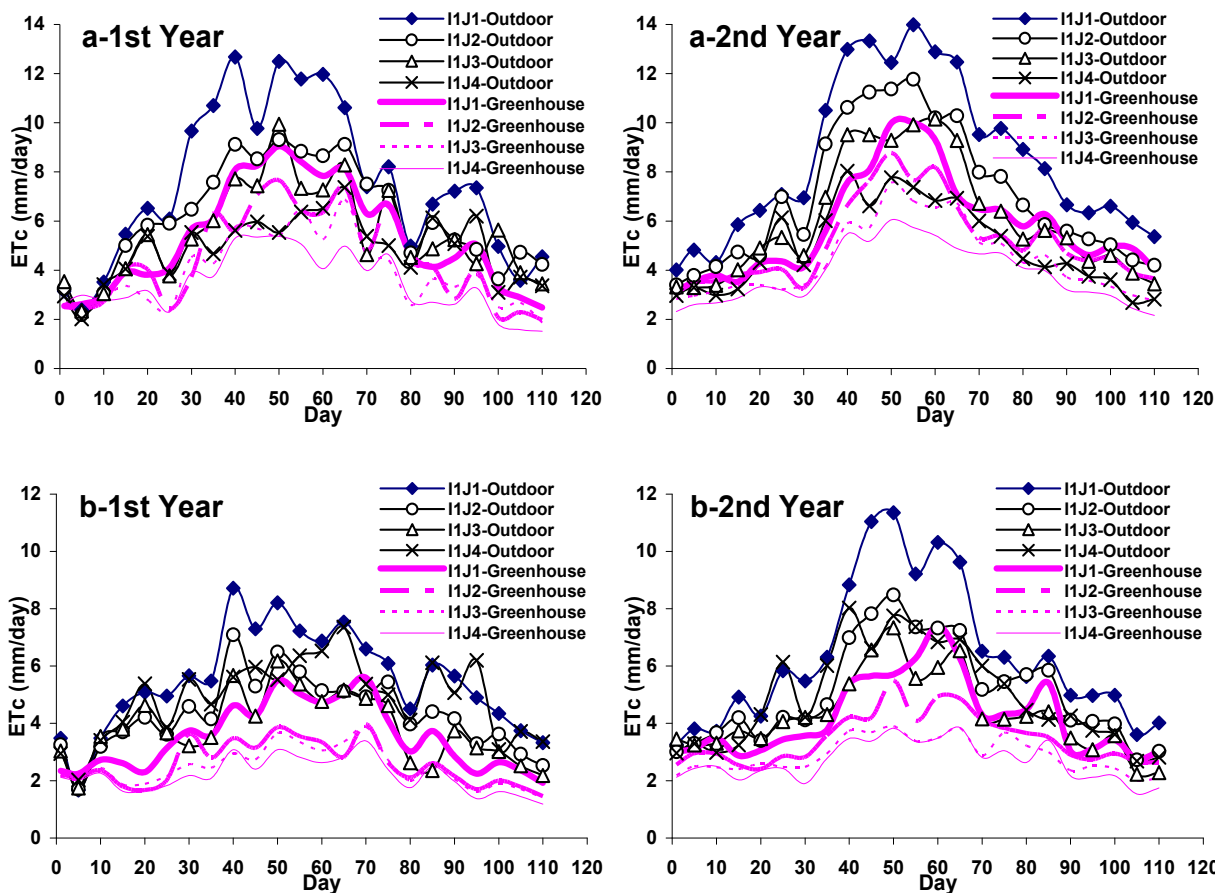 a-1st Year
14
12
10
8
6
4
2
0
ETc (mm/day)
I1J1-Outdoor
I1J2-Outdoor
I1J3-Outdoor
I1J4-Outdoor
I1J1-Greenhouse
I1J2-Greenhouse
I1J3-Greenhouse
I1J4-Greenhouse
0 10 20 30 40 50 60 70 80 90 100 110 120
Day
a-2nd Year
14
12
10
8
6
4
2
0
ETc (mm/day)
I1J1-Outdoor
I1J2-Outdoor
I1J3-Outdoor
I1J4-Outdoor
I1J1-Greenhouse
I1J2-Greenhouse
I1J3-Greenhouse
I1J4-Greenhouse
0 10 20 30 40 50 60 70 80 90 100 110 120
Day
b-1st Year
12
10
8
6
4
2
0
ETc (mm/day)
I1J1-Outdoor
I1J2-Outdoor
I1J3-Outdoor
I1J4-Outdoor
I1J1-Greenhouse
I1J2-Greenhouse
I1J3-Greenhouse
I1J4-Greenhouse
0 10 20 30 40 50 60 70 80 90 100 110 120
Day
b-2nd Year
12
10
8
6
4
2
0
ETc (mm/day)
I1J1-Outdoor
I1J2-Outdoor
I1J3-Outdoor
I1J4-Outdoor
I1J1-Greenhouse
I1J2-Greenhouse
I1J3-Greenhouse
I1J4-Greenhouse
0 10 20 30 40 50 60 70 80 90 100 110 120
Day